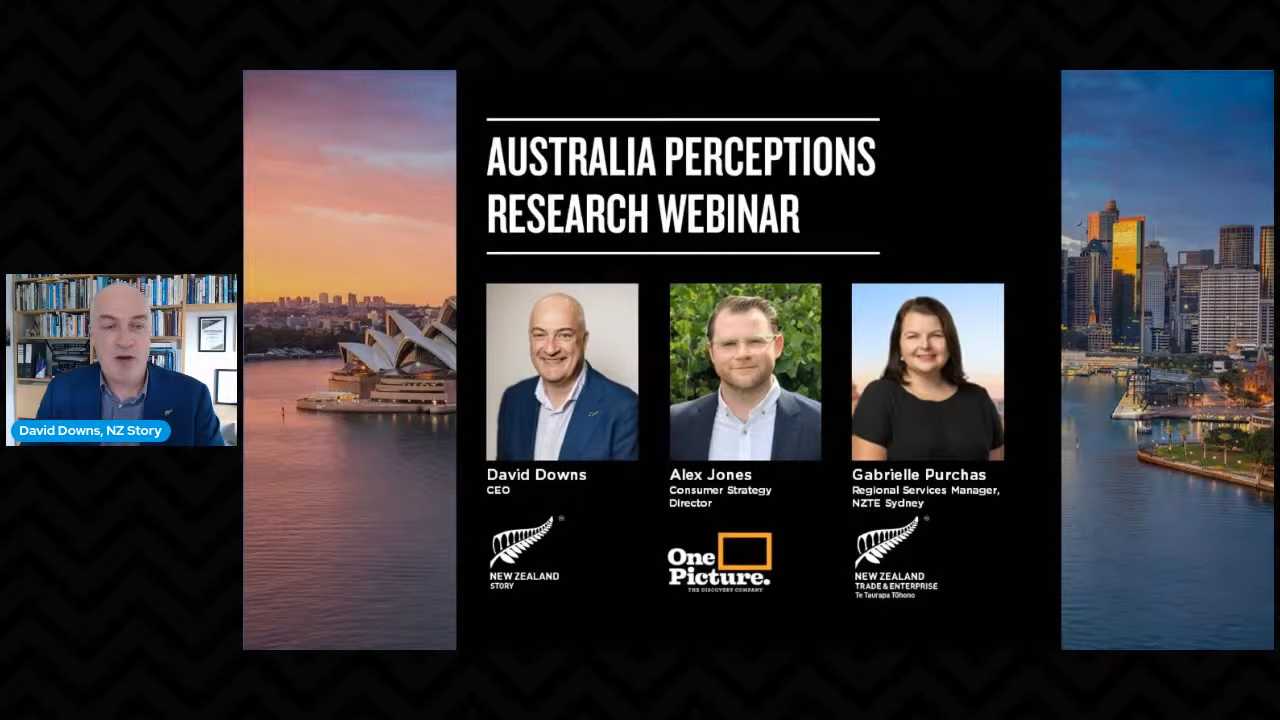 AUSTRALIA PERCEPTIONS
RESEARCH WEBINAR
David Downs, NZ Story
David Downs
CEO
NEW ZEALAND
STORY
Alex Jones
Consumer Strategy
Director
One
Picture.
THE DISCOVERY COMPANY
Gabrielle Purchas
Regional Services Manager,
NZTE Sydney
NEW ZEALAND
TRADE & ENTERPRISE
Te Taurapa Tūhono